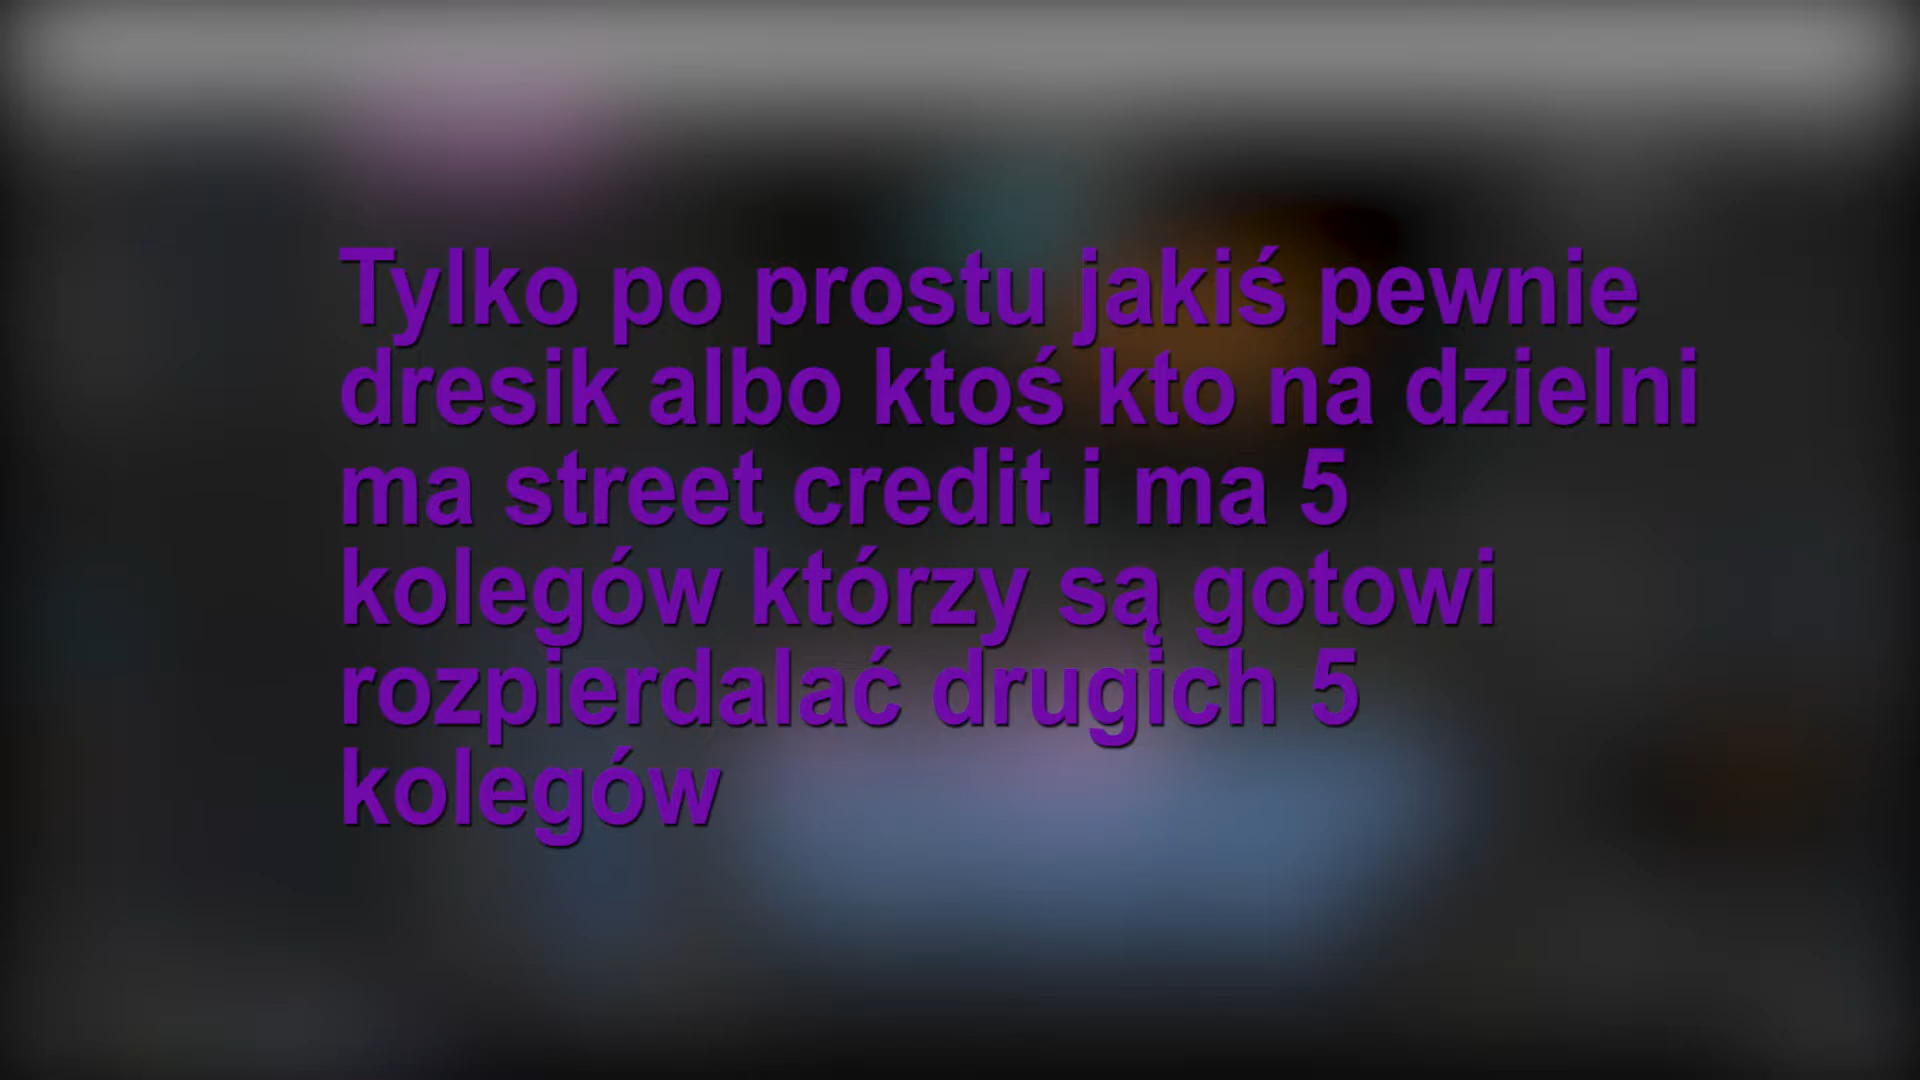 Tylko po prostu jakiś pewnie
dresik albo ktoś kto na dzielni
ma street credit i ma 5
kolegów którzy są gotowi
rozpierdalać drugich 5
kolegów